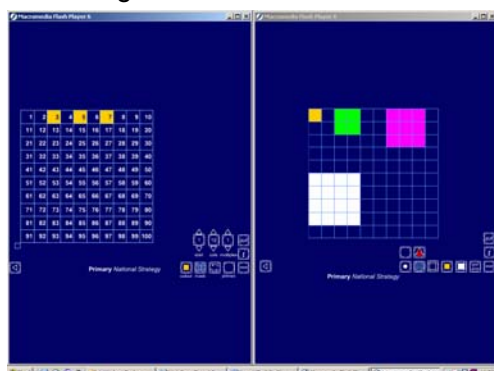 Macromedia Flash Player 6
Macromedia Flash Player 6
1 2 3 4 5 6 7 8 9 10
11 12 13 14 15 16 17 18 19 20
21 22 23 24 25 26 27 28 29 30
31 32 33 34 35 36 37 38 39 40
41 42 43 44 45 46 47 48 49 50
51 52 53 54 55 56 57 58 59 60
61 62 63 64 65 66 67 68 69 70
71 72 73 74 75 76 77 78 79 80
81 82 83 84 85 86 87 88 89 90
91 92 93 94 95 96 97 98 99 100
start cols multiples
Primary National Strategy
Primary National Strategy